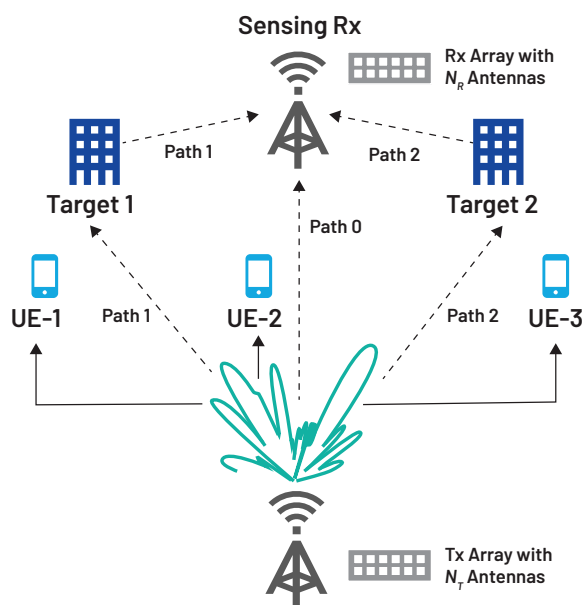 Sensing Rx
Rx Array with
N_R Antennas
Path 1
Path 2
Target 1
Target 2
Path 0
UE-1
Path 1
UE-2
Path 2
UE-3
Tx Array with
N_T Antennas